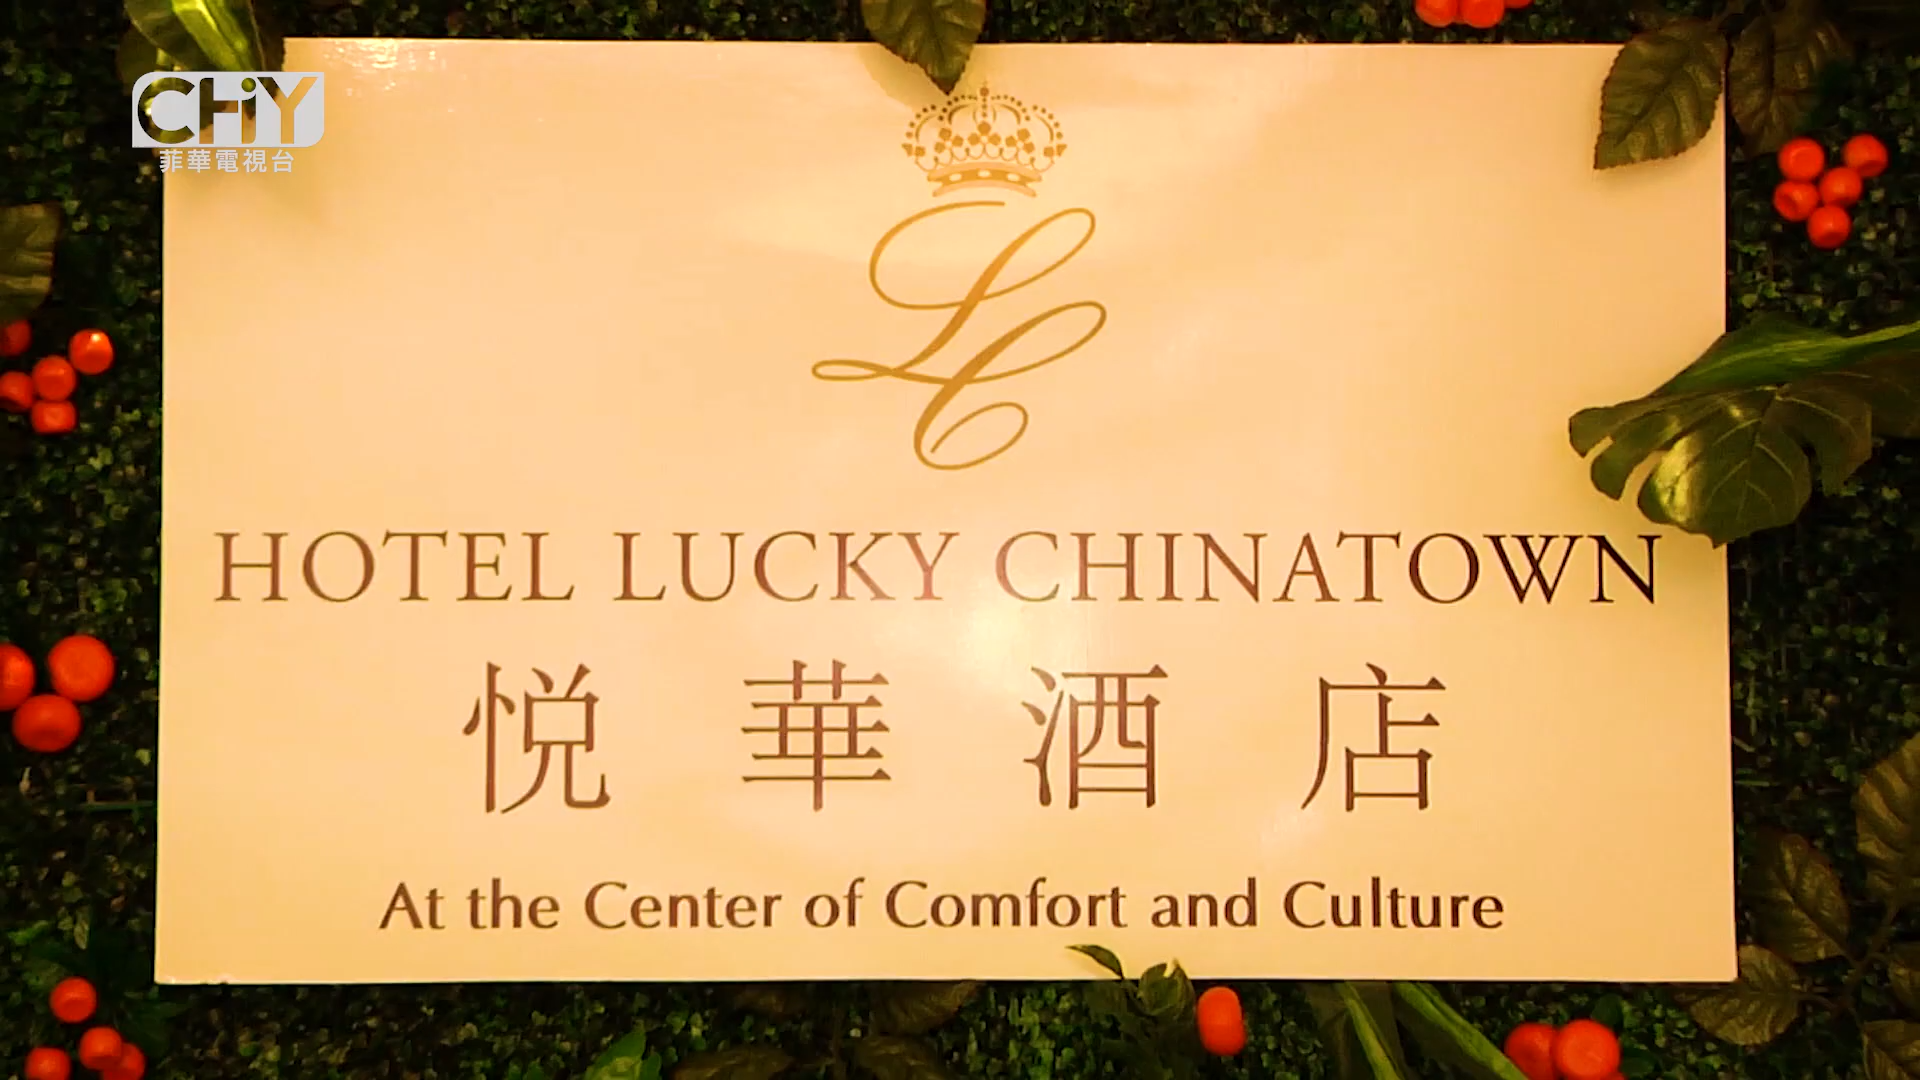 CHiY
菲華電視台
LC
HOTEL LUCKY CHINATOWN
悦華酒店
At the Center of Comfort and Culture